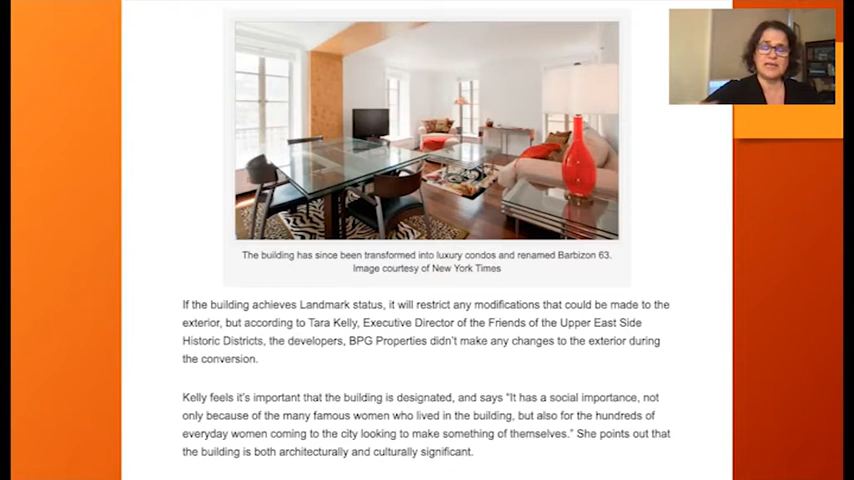 The building has since been transformed into luxury condos and renamed Barbizon 63.
Image courtesy of New York Times
If the building achieves Landmark status, it will restrict any modifications that could be made to the
exterior, but according to Tara Kelly, Executive Director of the Friends of the Upper East Side
Historic Districts, the developers, BPG Properties didn't make any changes to the exterior during
the conversion.
Kelly feels it's important that the building is designated, and says “It has a social importance, not
only because of the many famous women who lived in the building, but also for the hundreds of
everyday women coming to the city looking to make something of themselves.” She points out that
the building is both architecturally and culturally significant.